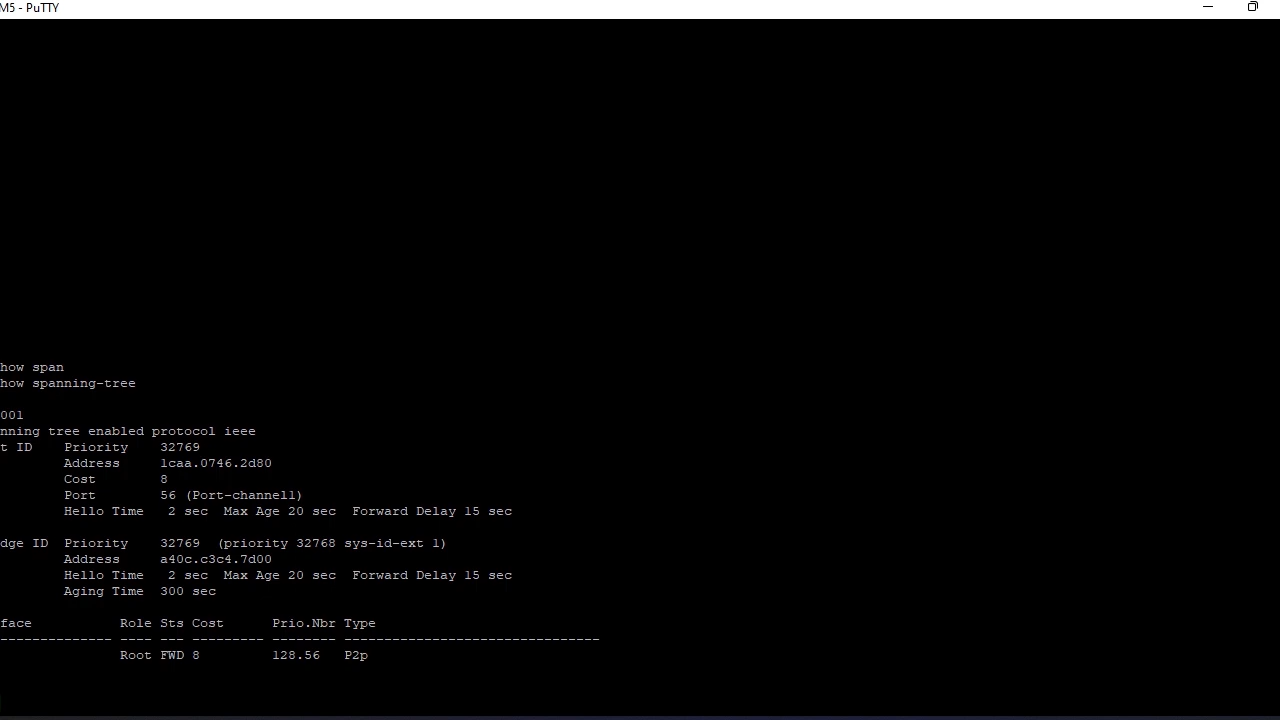 M5 - PuTTY
how span
how spanning-tree
001
nning tree enabled protocol ieee
t ID    Priority    32769
        Address     1caa.0746.2d80
        Cost        8
        Port        56 (Port-channel1)
        Hello Time   2 sec  Max Age 20 sec  Forward Delay 15 sec
dge ID  Priority    32769  (priority 32768 sys-id-ext 1)
        Address     a40c.c3c4.7d00
        Hello Time   2 sec  Max Age 20 sec  Forward Delay 15 sec
        Aging Time  300 sec
face           Role Sts Cost      Prio.Nbr Type
-------------- ---- --- --------- -------- --------------------------------
               Root FWD 8         128.56   P2p